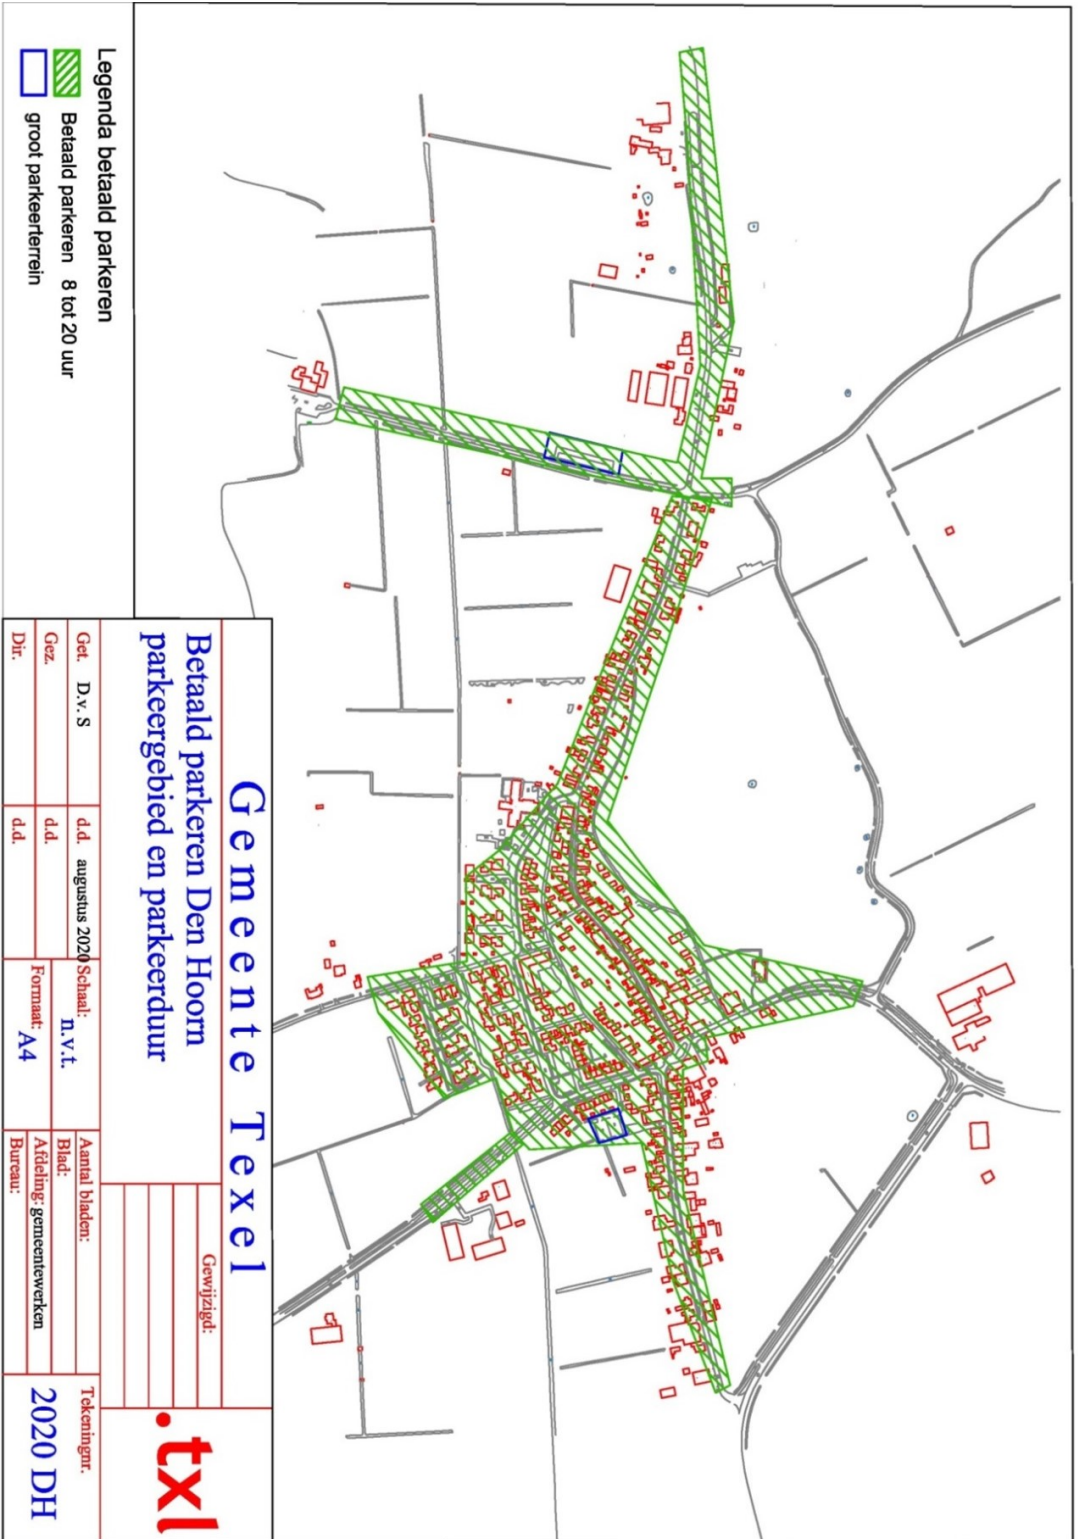 Legenda betaald parkeren
Betaald parkeren 8 tot 20 uur
groot parkeerterrein
Gemeente Texel
Betaald parkeren Den Hoorn
parkeergebied en parkeerduur
Gewijzigd:
.txl
Get. D.v. S
d.d. augustus 2020
Schaal: n.v.t.
Aantal bladen:
Blad:
Tekeningnr.
2020 DH
Gez.
d.d.
Formaat: A4
Afdeling: gemeentewerken
Dir.
d.d.
Bureau: